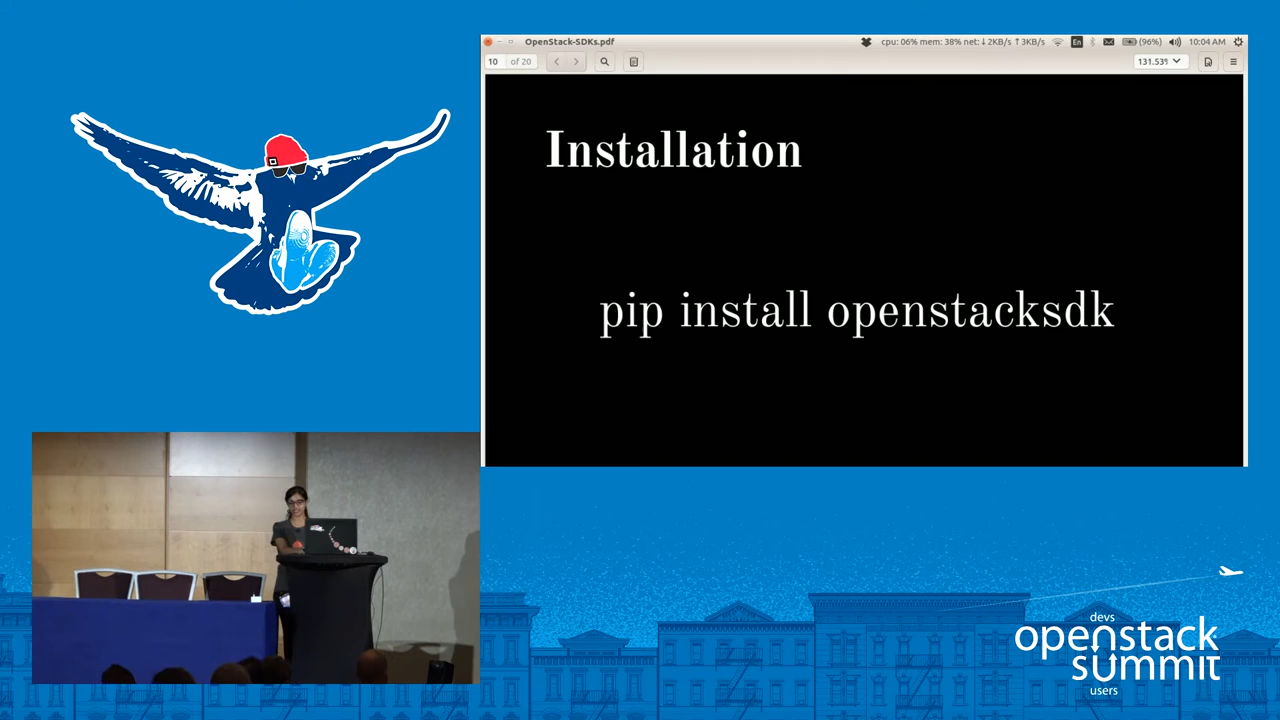 OpenStack-SDKs.pdf
cpu: 06% mem: 38% net:↓2KB/s ↑3KB/s En (96%) 10:04 AM
10 of 20
131.53%
Installation
pip install openstacksdk
devs
openstack
summit
users